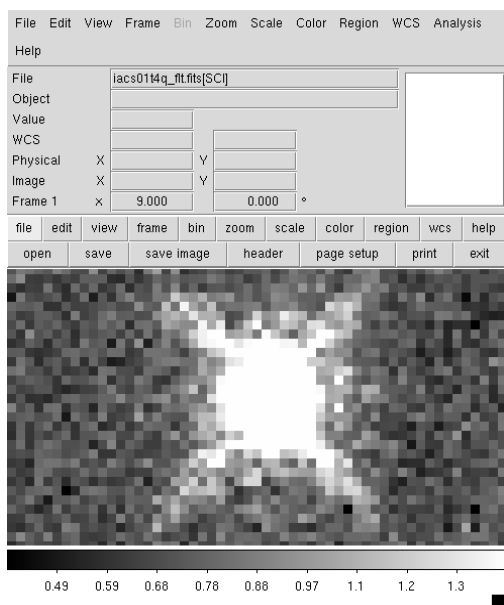 File Edit View Frame Bin Zoom Scale Color Region WCS Analysis
Help
File iacs01t4q_flt.fits[SCI]
Object
Value
WCS
Physical X Y
Image X Y
Frame 1 x 9.000 0.000 °
file edit view frame bin zoom scale color region wcs help
open save save image header page setup print exit
0.49 0.59 0.68 0.78 0.88 0.97 1.1 1.2 1.3